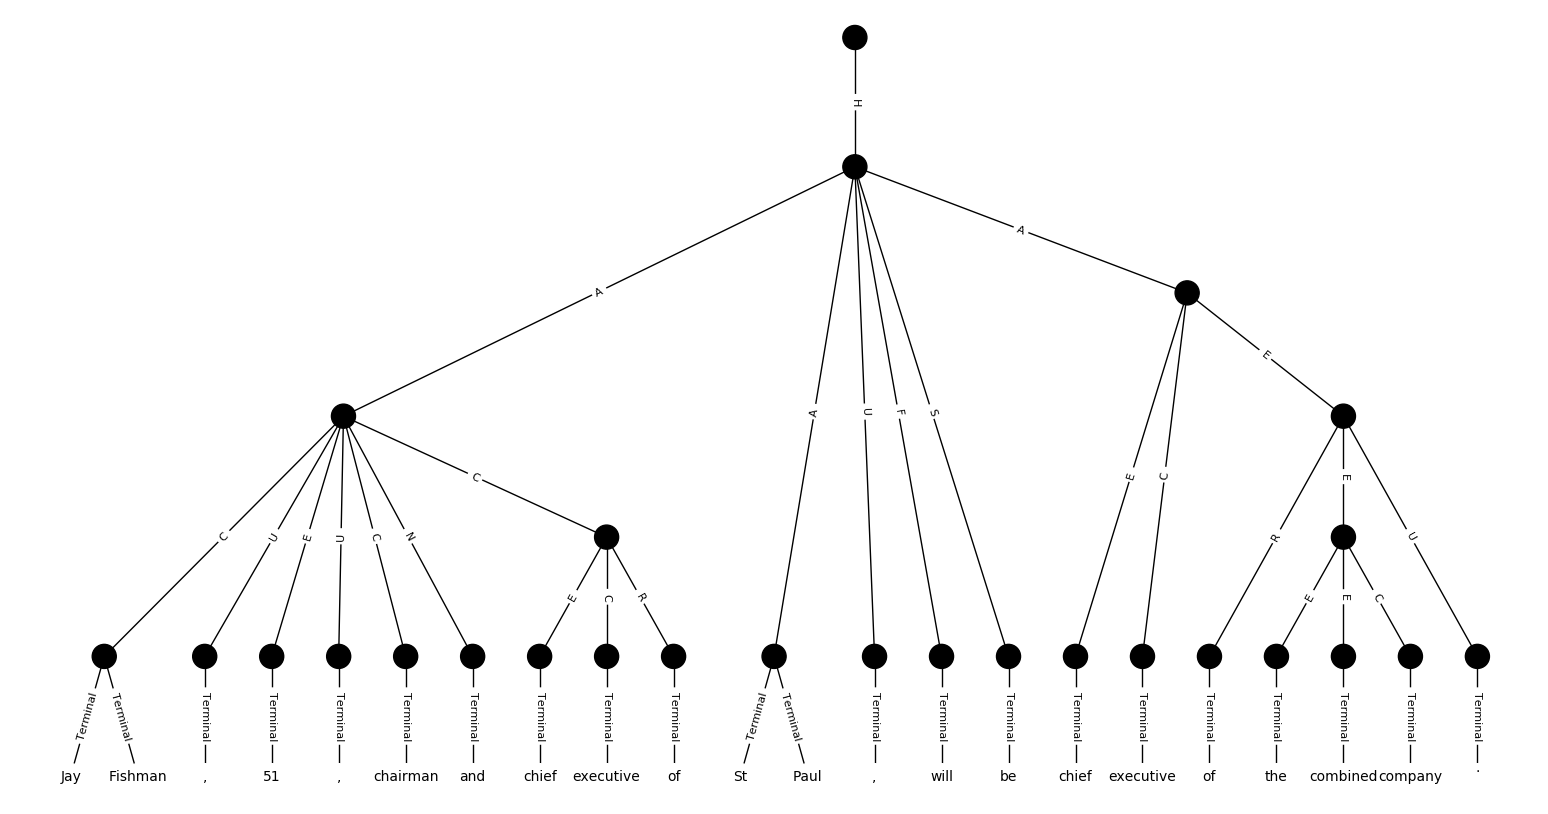 H
A
A
E
A
U
F
S
C
E
C
E
R
U
C
U
E
U
C
N
E
C
R
E
E
C
Terminal Terminal Terminal Terminal Terminal Terminal Terminal Terminal Terminal Terminal Terminal Terminal Terminal Terminal Terminal Terminal Terminal Terminal Terminal Terminal Terminal Terminal
Jay Fishman , 51 , chairman and chief executive of St Paul , will be chief executive of the combined company .